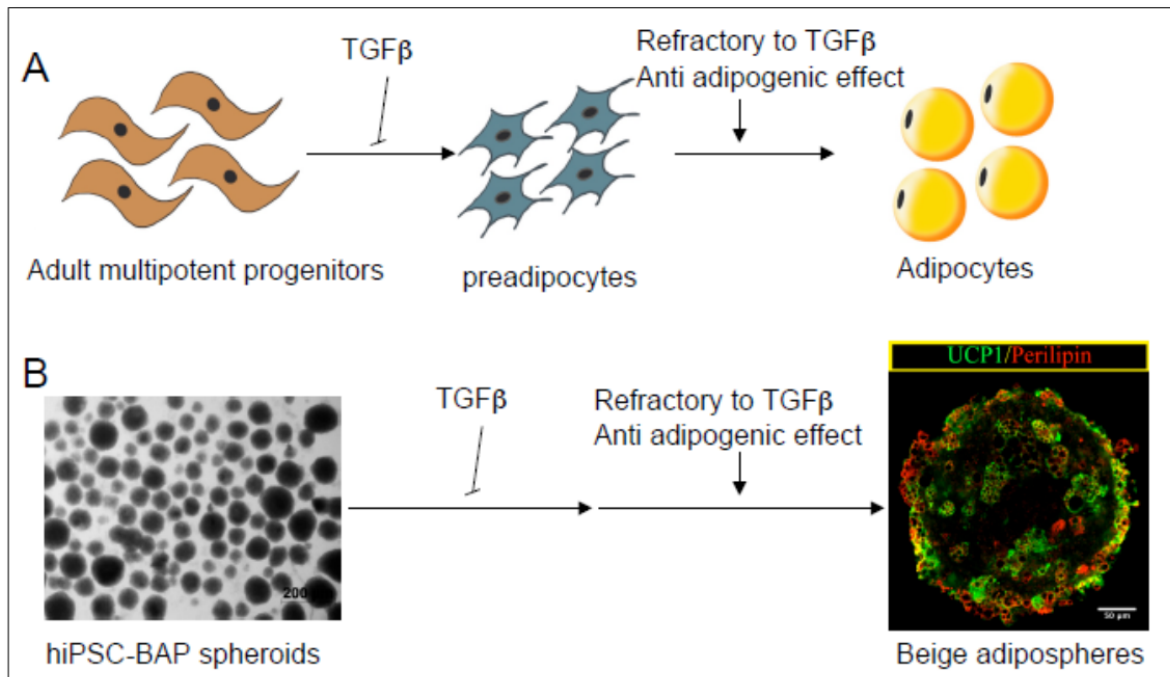 A
TGFβ
Refractory to TGFβ
Anti adipogenic effect
Adult multipotent progenitors
preadipocytes
Adipocytes
B
TGFβ
Refractory to TGFβ
Anti adipogenic effect
UCP1/Perilipin
200
50 µm
hiPSC-BAP spheroids
Beige adipospheres